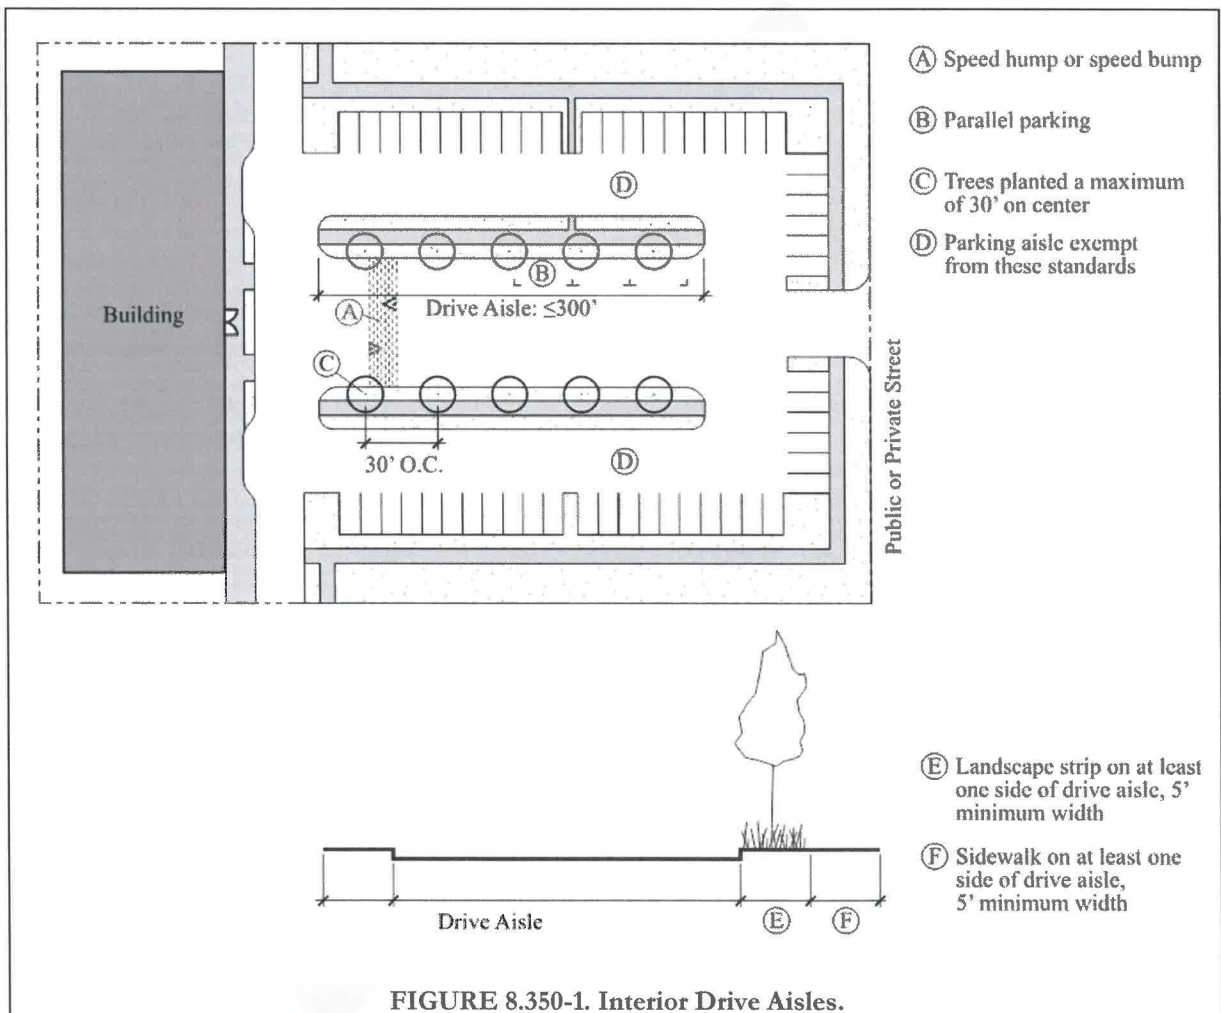 Ⓐ Speed hump or speed bump
Ⓑ Parallel parking
Ⓒ Trees planted a maximum
of 30' on center
Ⓓ Parking aisle exempt
from these standards
Building
Ⓓ
Ⓑ
Ⓐ
Drive Aisle: ≤300'
Ⓒ
30' O.C.
Ⓓ
Public or Private Street
Ⓔ Landscape strip on at least
one side of drive aisle, 5'
minimum width
Ⓕ Sidewalk on at least one
side of drive aisle,
5' minimum width
Drive Aisle
Ⓔ
Ⓕ
FIGURE 8.350-1. Interior Drive Aisles.